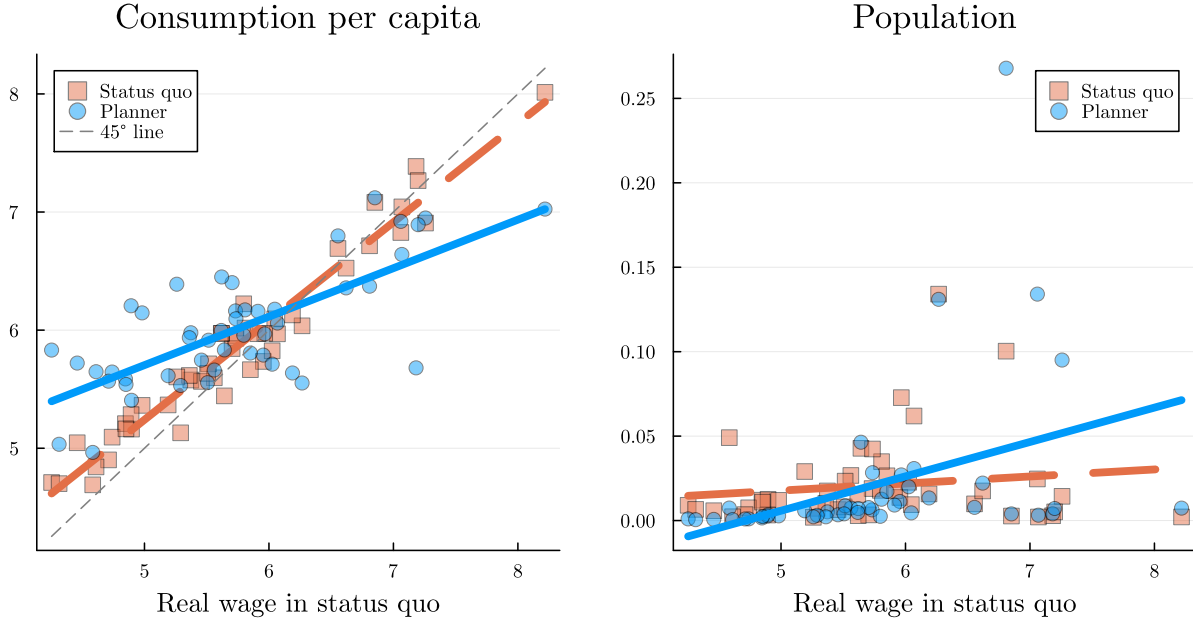 Consumption per capita
Status quo
Planner
45° line
8
7
6
5
5
6
7
8
Real wage in status quo
Population
Status quo
Planner
0.25
0.20
0.15
0.10
0.05
0.00
5
6
7
8
Real wage in status quo